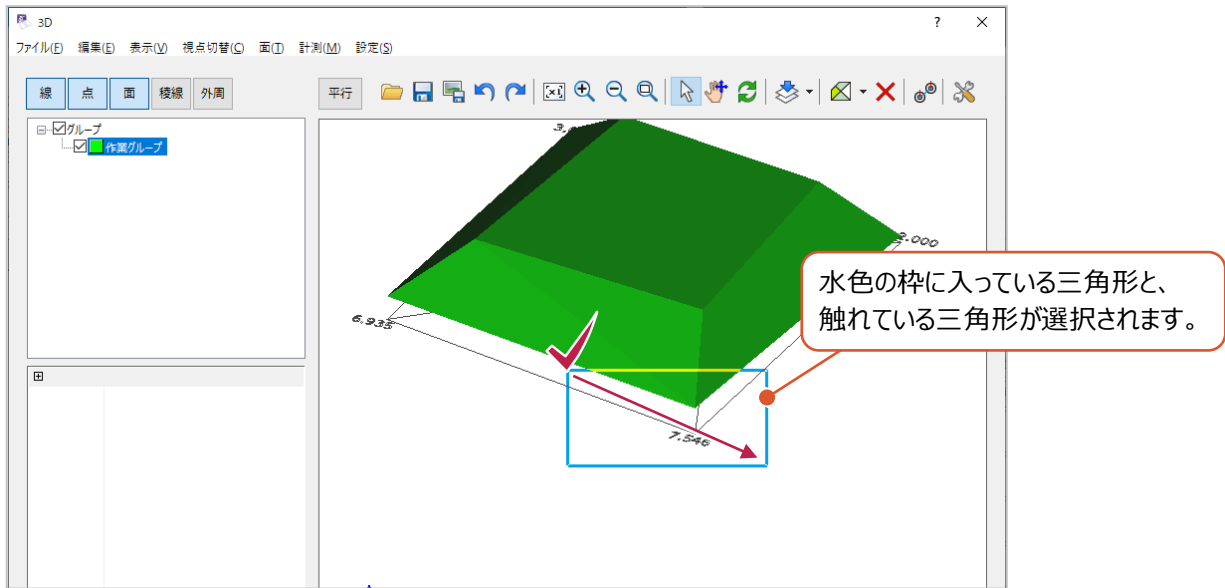 3D
? ×
ファイル(F) 編集(E) 表示(V) 視点切替(C) 面(T) 計測(M) 設定(S)
線 点 面 稜線 外周 平行
グループ
作業グループ
2.000
水色の枠に入っている三角形と、
触れている三角形が選択されます。
6.935
7.546